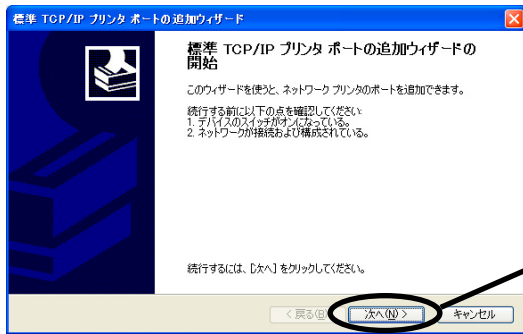 標準 TCP/IP プリンタ ポートの追加ウィザード
標準 TCP/IP プリンタ ポートの追加ウィザードの
開始
このウィザードを使うと、ネットワーク プリンタのポートを追加できます。
続行する前に以下の点を確認してください:
1. デバイスのスイッチがオンになっている。
2. ネットワークが接続および構成されている。
続行するには、[次へ] をクリックしてください。
< 戻る(B)
次へ(N) >
キャンセル